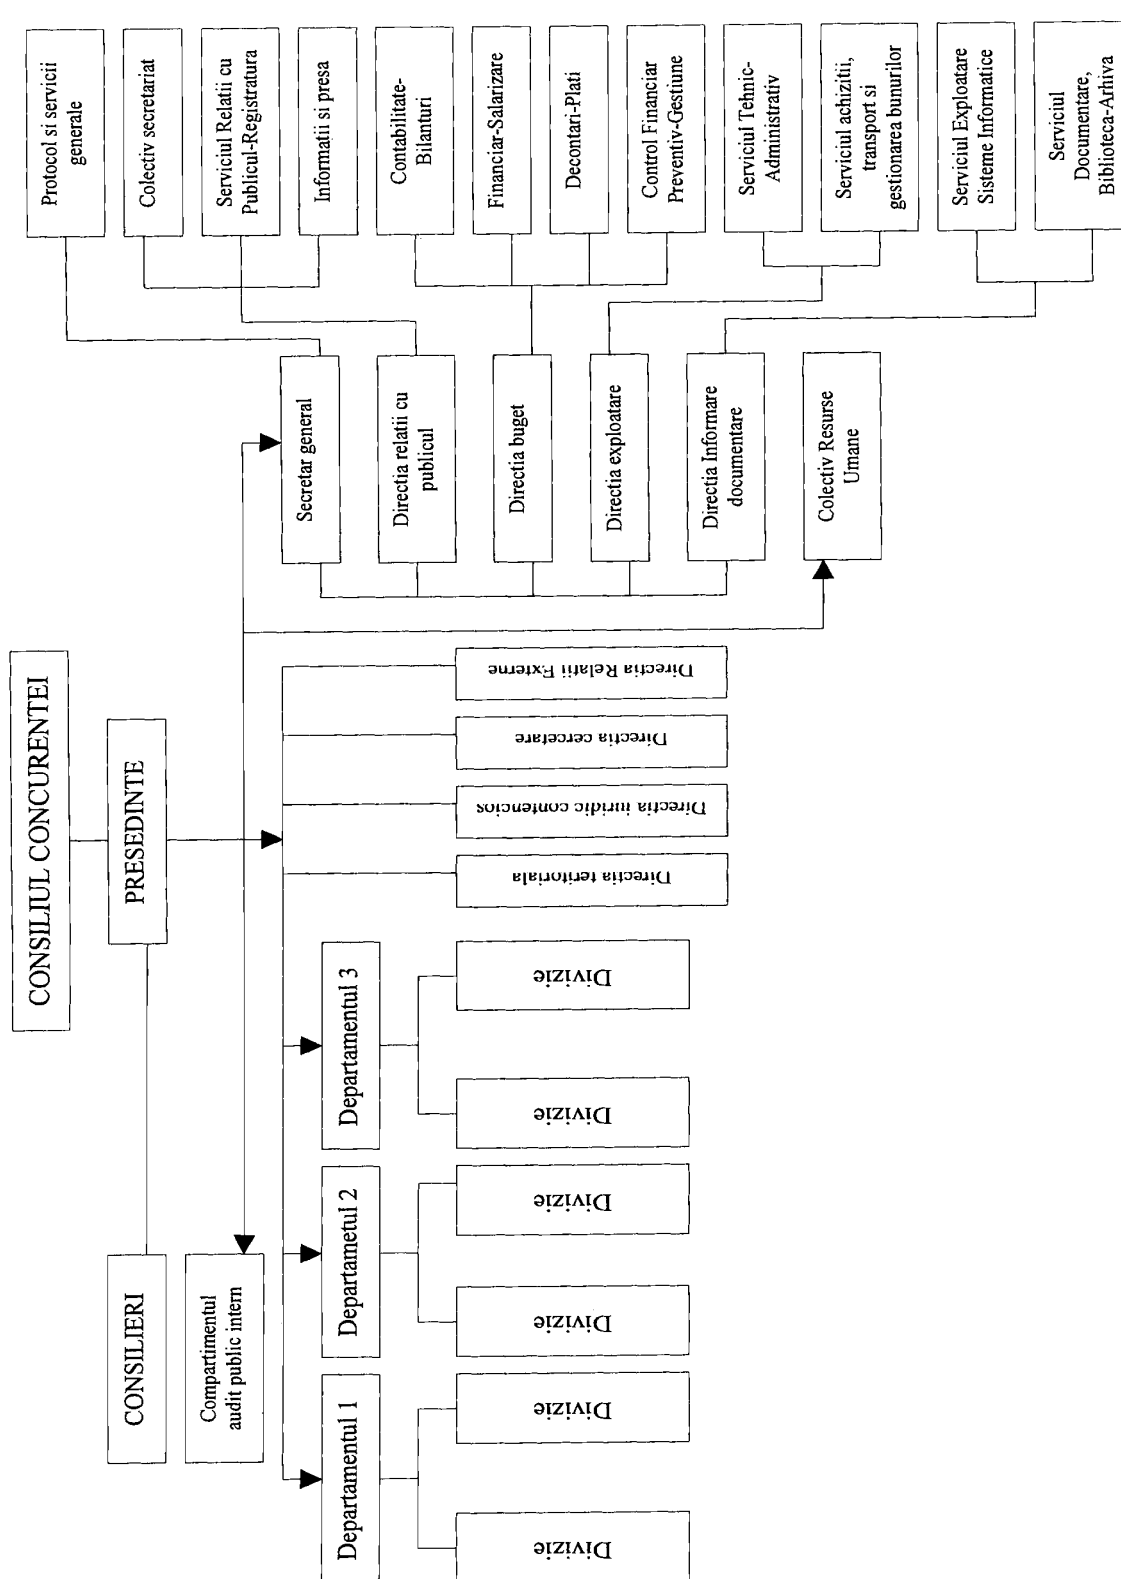 CONSILIUL CONCURENTEI
PRESEDINTE
CONSILIERI
Compartimentul
audit public intern
Departamentul 1
Departametul 2
Departamentul 3
Divizie
Divizie
Divizie
Divizie
Divizie
Divizie
Directia teritoriala
Directia juridic contencios
Directia cercetare
Directia Relatii Externe
Secretar general
Directia relatii cu
publicul
Directia buget
Directia exploatare
Directia Informare
documentare
Colectiv Resurse
Umane
Protocol si servicii
generale
Colectiv secretariat
Serviciul Relatii cu
Publicul-Registratura
Informatii si presa
Contabilitate-
Bilanturi
Financiar-Salarizare
Decontari-Plati
Control Financiar
Preventiv-Gestiune
Serviciul Tehnic-
Administrativ
Serviciul achizitii,
transport si
gestionarea bunurilor
Serviciul Exploatare
Sisteme Informatice
Serviciul
Documentare,
Biblioteca-Arhiva